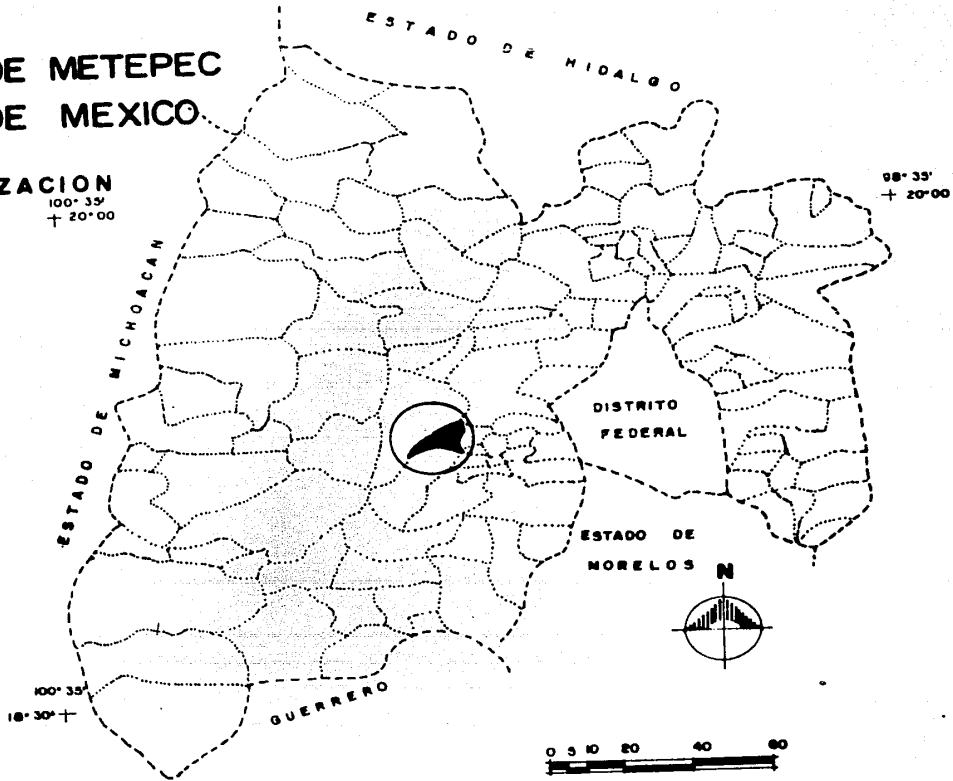 ESTADO DE HIDALGO
DE METEPEC
DE MEXICO
ZACION
100° 35'
20° 00
98° 35'
20° 00
ESTADO DE MICHOACAN
DISTRITO
FEDERAL
ESTADO DE
MORELOS
N
100° 35'
18° 30'
GUERRERO
0 5 10 20 40 60